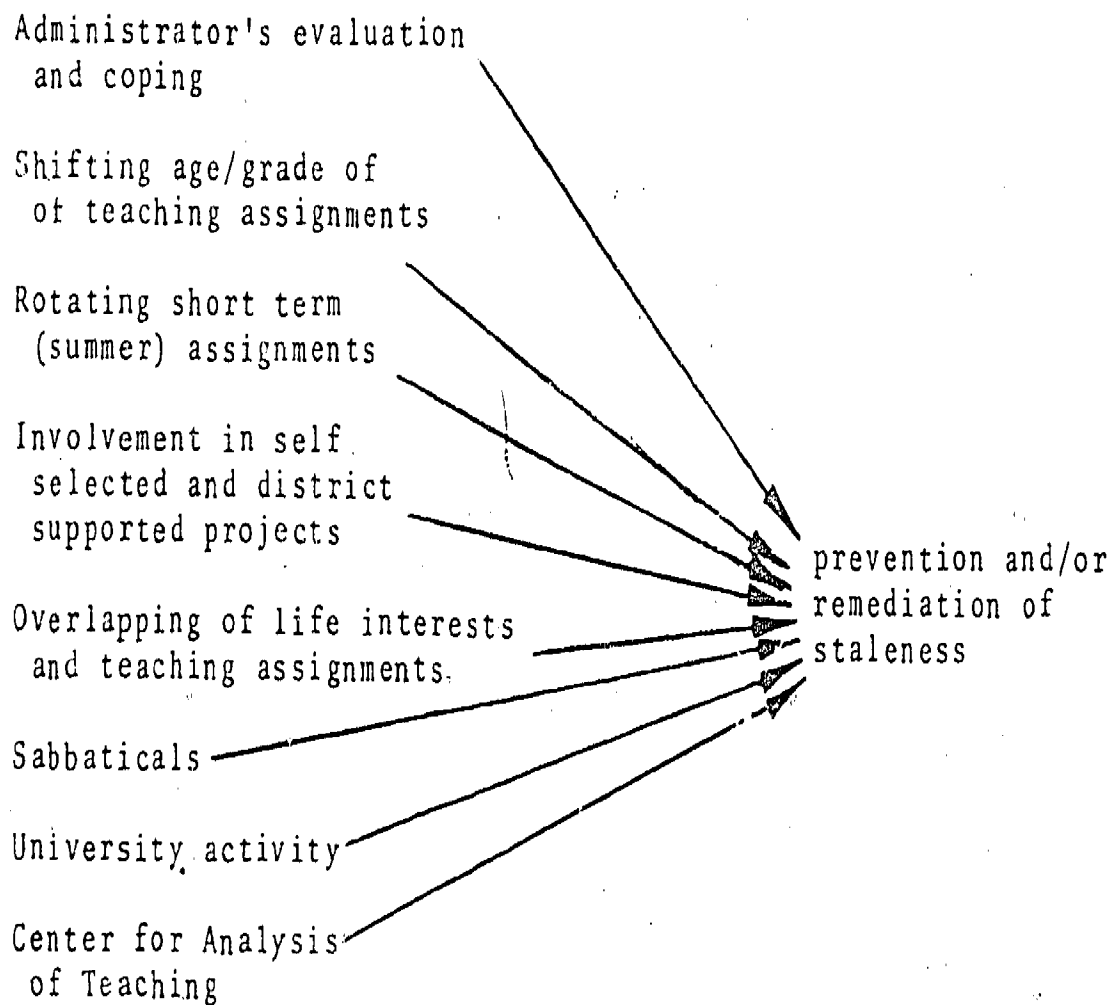 Administrator's evaluation
and coping
Shifting age/grade of
of teaching assignments
Rotating short term
(summer) assignments
Involvement in self
selected and district
supported projects
prevention and/or
remediation of
staleness
Overlapping of life interests
and teaching assignments.
Sabbaticals
University activity
Center for Analysis
of Teaching